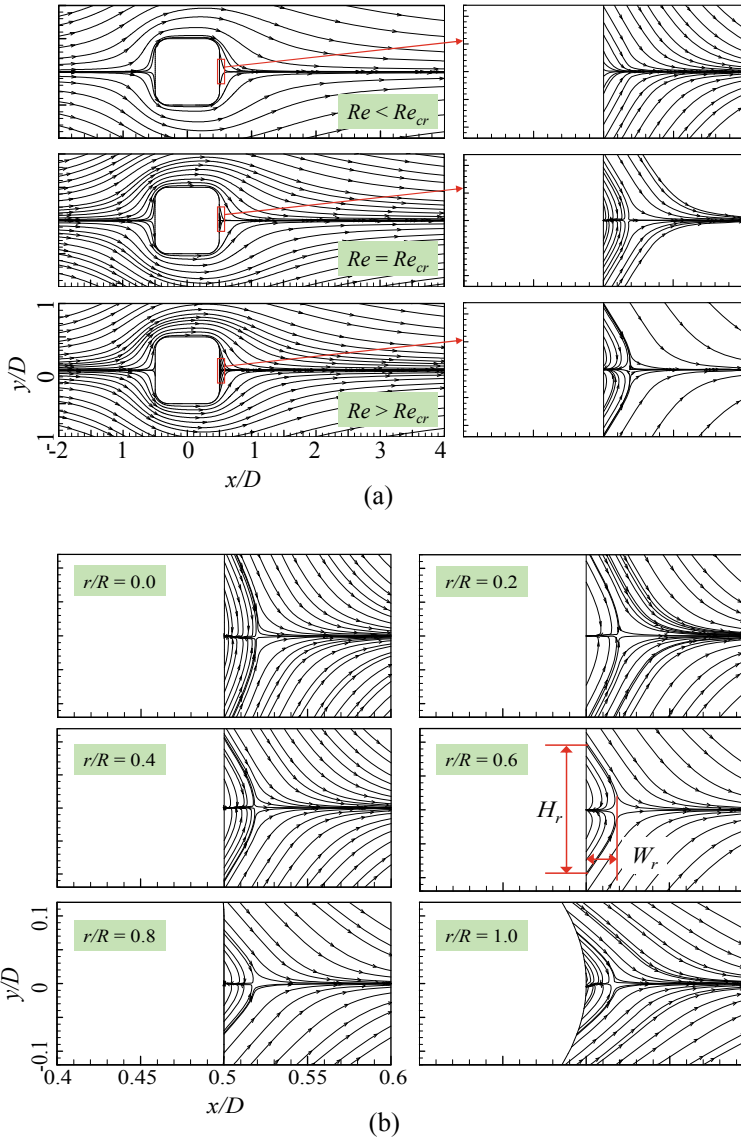 Re < Re_cr
Re = Re_cr
1
y/D
0
-1
Re > Re_cr
-2 1 0 1 2 3 4
x/D
(a)
r/R = 0.0
r/R = 0.2
r/R = 0.4
r/R = 0.6
H_r
W_r
r/R = 0.8
r/R = 1.0
0.1
y/D
0
-0.1
0.4 0.45 0.5 0.55 0.6
x/D
(b)